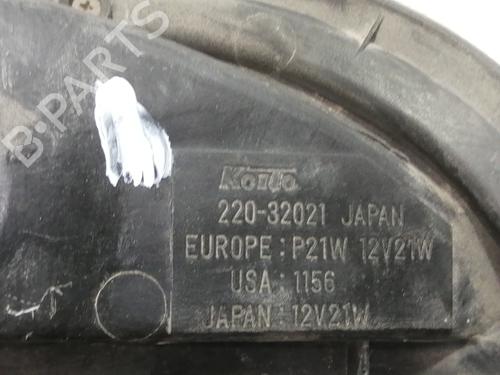 B-PARTS
Koito
220-32021 JAPAN
EUROPE : P21W 12V21W
USA : 1156
JAPAN : 12V21W